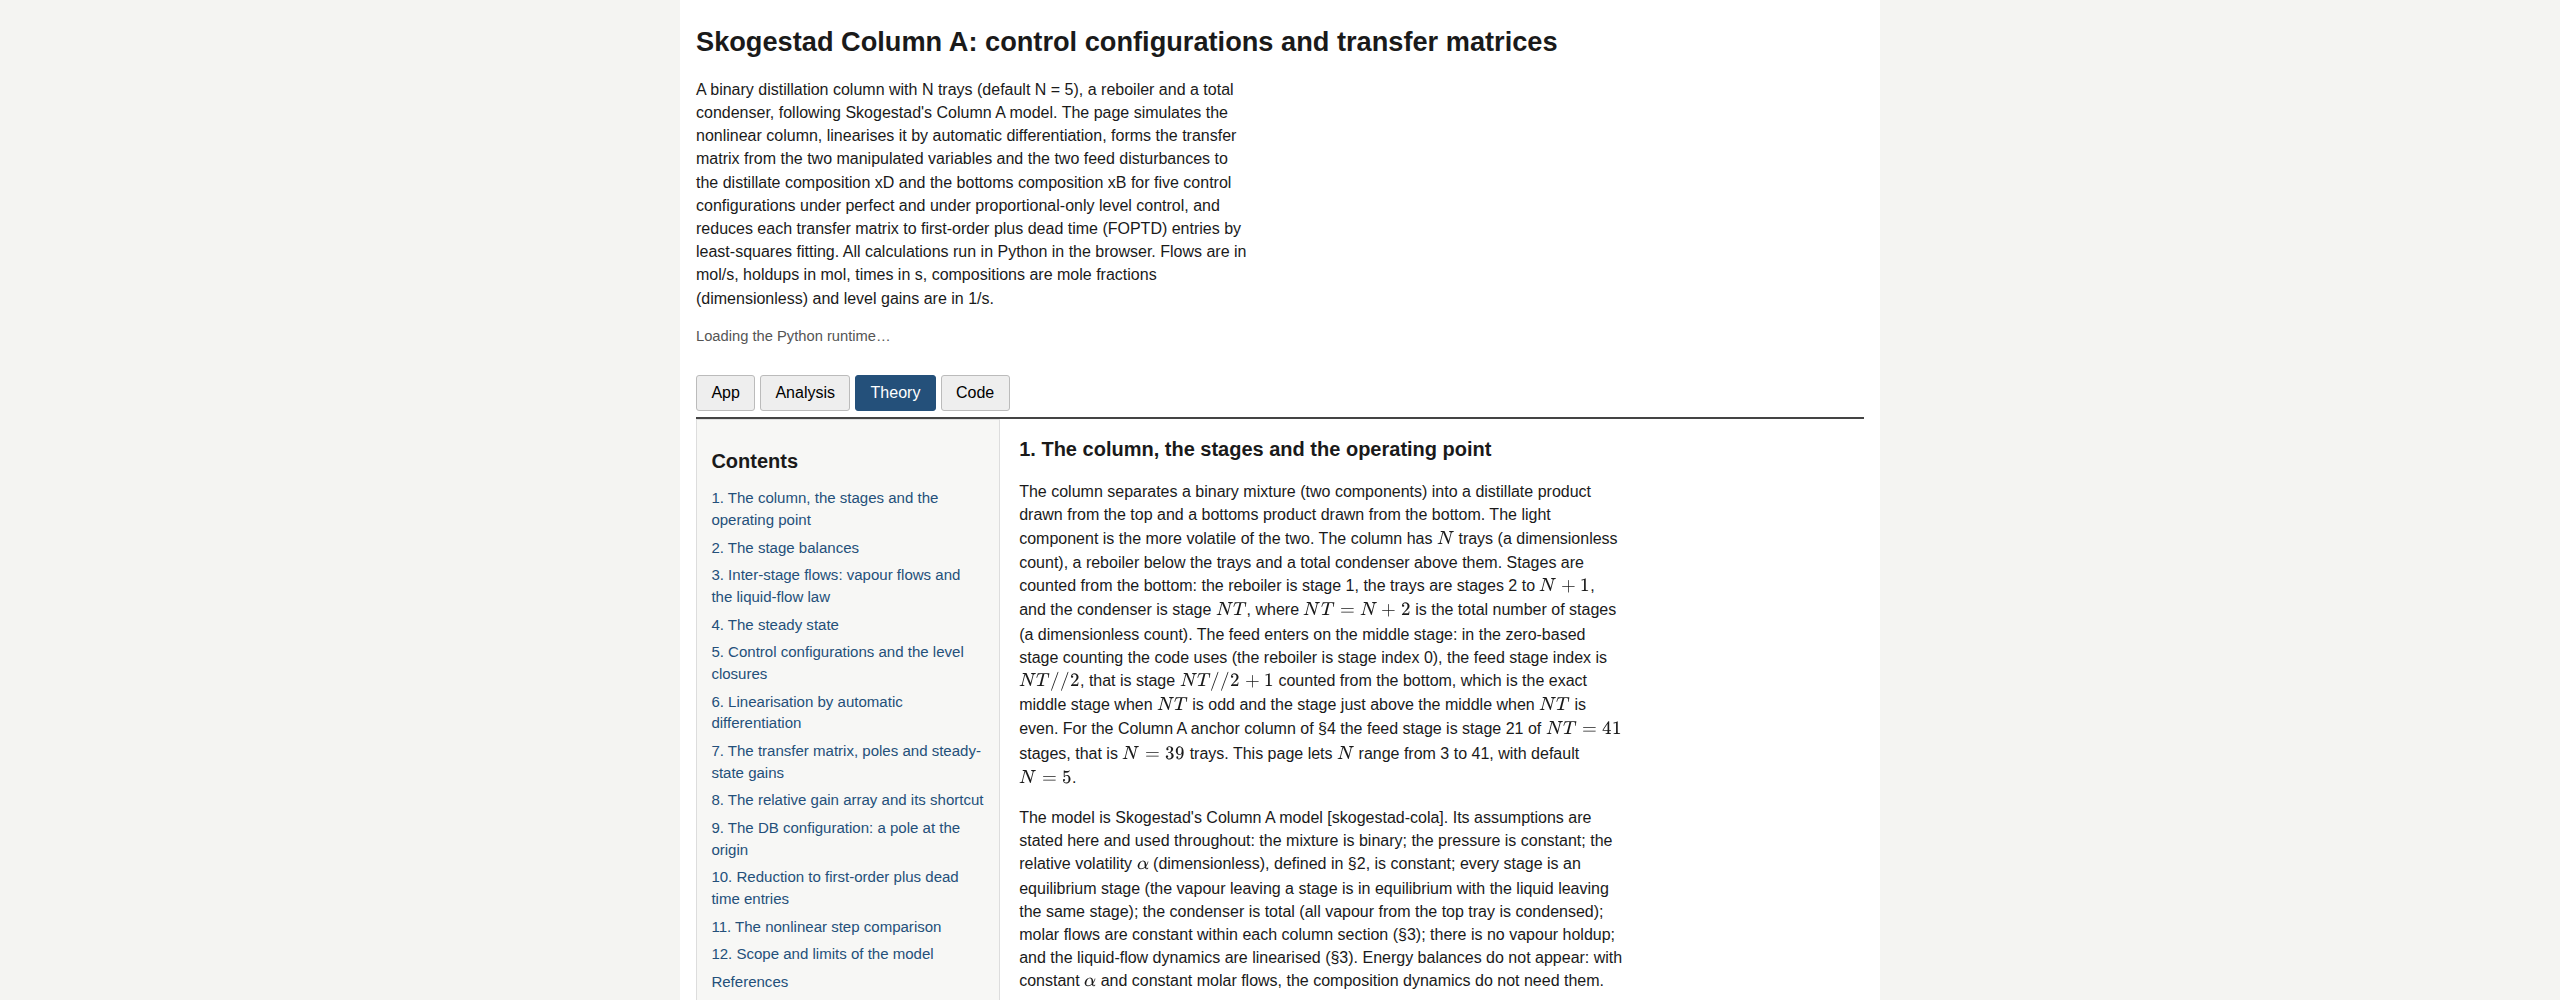 Skogestad Column A: control configurations and transfer matrices
A binary distillation column with N trays (default N = 5), a reboiler and a total
condenser, following Skogestad's Column A model. The page simulates the
nonlinear column, linearises it by automatic differentiation, forms the transfer
matrix from the two manipulated variables and the two feed disturbances to
the distillate composition xD and the bottoms composition xB for five control
configurations under perfect and under proportional-only level control, and
reduces each transfer matrix to first-order plus dead time (FOPTD) entries by
least-squares fitting. All calculations run in Python in the browser. Flows are in
mol/s, holdups in mol, times in s, compositions are mole fractions
(dimensionless) and level gains are in 1/s.
Loading the Python runtime…
App Analysis Theory Code
Contents
1. The column, the stages and the
operating point
2. The stage balances
3. Inter-stage flows: vapour flows and
the liquid-flow law
4. The steady state
5. Control configurations and the level
closures
6. Linearisation by automatic
differentiation
7. The transfer matrix, poles and steady-
state gains
8. The relative gain array and its shortcut
9. The DB configuration: a pole at the
origin
10. Reduction to first-order plus dead
time entries
11. The nonlinear step comparison
12. Scope and limits of the model
References
1. The column, the stages and the operating point
The column separates a binary mixture (two components) into a distillate product
drawn from the top and a bottoms product drawn from the bottom. The light
component is the more volatile of the two. The column has N trays (a dimensionless
count), a reboiler below the trays and a total condenser above them. Stages are
counted from the bottom: the reboiler is stage 1, the trays are stages 2 to N + 1,
and the condenser is stage NT, where NT = N + 2 is the total number of stages
(a dimensionless count). The feed enters on the middle stage: in the zero-based
stage counting the code uses (the reboiler is stage index 0), the feed stage index is
NT//2, that is stage NT//2 + 1 counted from the bottom, which is the exact
middle stage when NT is odd and the stage just above the middle when NT is
even. For the Column A anchor column of §4 the feed stage is stage 21 of NT = 41
stages, that is N = 39 trays. This page lets N range from 3 to 41, with default
N = 5.
The model is Skogestad's Column A model [skogestad-cola]. Its assumptions are
stated here and used throughout: the mixture is binary; the pressure is constant; the
relative volatility α (dimensionless), defined in §2, is constant; every stage is an
equilibrium stage (the vapour leaving a stage is in equilibrium with the liquid leaving
the same stage); the condenser is total (all vapour from the top tray is condensed);
molar flows are constant within each column section (§3); there is no vapour holdup;
and the liquid-flow dynamics are linearised (§3). Energy balances do not appear: with
constant α and constant molar flows, the composition dynamics do not need them.